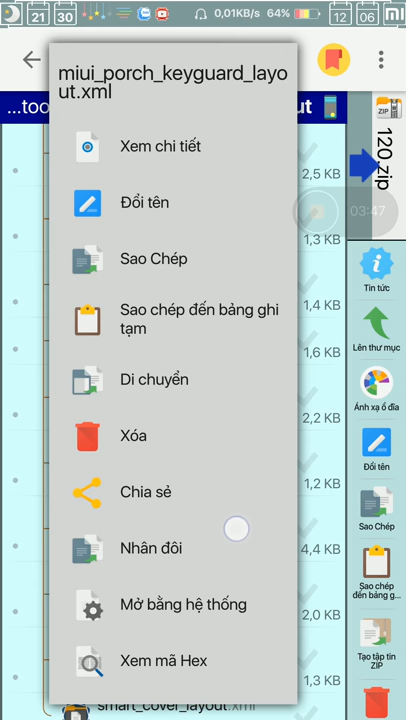 21 30 0,01KB/s 64% 12 06
miui_porch_keyguard_layo
ut.xml
...too
ut
ZIP
120.zip
Xem chi tiết
2,5 KB
Đổi tên
03:47
1,3 KB
Sao Chép
Tin tức
Sao chép đến bảng ghi
tạm
1,4 KB
Lên thư mục
1,6 KB
Di chuyển
Ánh xạ ổ đĩa
2,2 KB
Xóa
Đổi tên
Chia sẻ
1,2 KB
Sao Chép
Nhân đôi
4,4 KB
Sao chép
đến bảng g...
Mở bằng hệ thống
2,0 KB
Tạo tập tin
ZIP
Xem mã Hex
1,3 KB
smart_cover_layout.xml